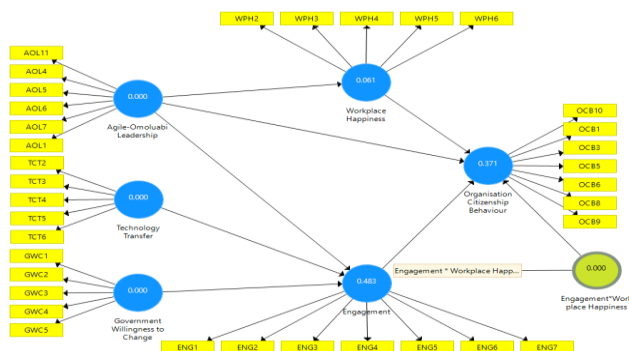 WPH2
WPH3
WPH4
WPH5
WPH6
AOL11
AOL4
AOL5
AOL6
AOL7
AOL1
0.000
Agile-Omoluabi
Leadership
0.061
Workplace
Happiness
TCT2
TCT3
TCT4
TCT5
TCT6
0.000
Technology
Transfer
0.371
Organisation
Citizenship
Behaviour
OCB10
OCB1
OCB3
OCB5
OCB6
OCB8
OCB9
GWC1
GWC2
GWC3
GWC4
GWC5
0.000
Government
Willingness to
Change
0.483
Engagement
Engagement * Workplace Happ...
0.000
Engagement*Worl
place Happiness
ENG1
ENG2
ENG3
ENG4
ENG5
ENG6
ENG7